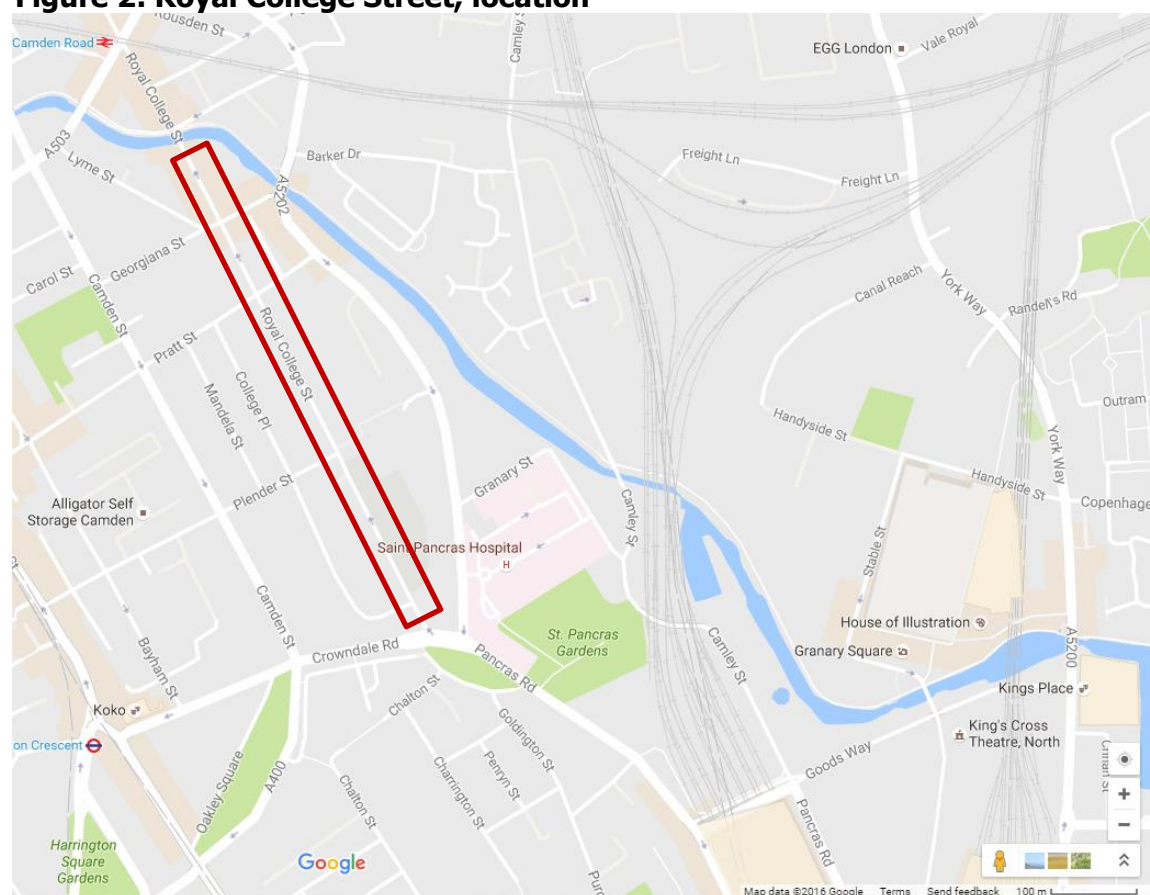 Figure 2: Royal College Street, location
Rousden St
Camley St
Camden Road
EGG London
Vale Royal
Royal College St
A503
Lyme St
Barker Dr
Freight Ln
Freight Ln
A5202
Georgiana St
Carol St
Camden St
Canal Reach
York Way
Randell's Rd
Royal College St
Pratt St
College Pl
Mandela St
Outram
Handyside St
York Way
Handyside St
Copenhage
Plender St
Granary St
Camley St
Alligator Self
Storage Camden
Stable St
Saint Pancras Hospital
H
Camden St
St. Pancras
Gardens
House of Illustration
Granary Square
Camley St
A5200
Crowndale Rd
Pancras Rd
Bayham St
Chalton St
Kings Place
Koko
Goldington St
King's Cross
Theatre, North
on Crescent
Goods Way
Oakley Square
A400
Penryn St
Charrington St
Chalton St
Pancras Rd
Harrington
Square
Gardens
Google
Map data ©2016 Google Terms Send feedback 100 m